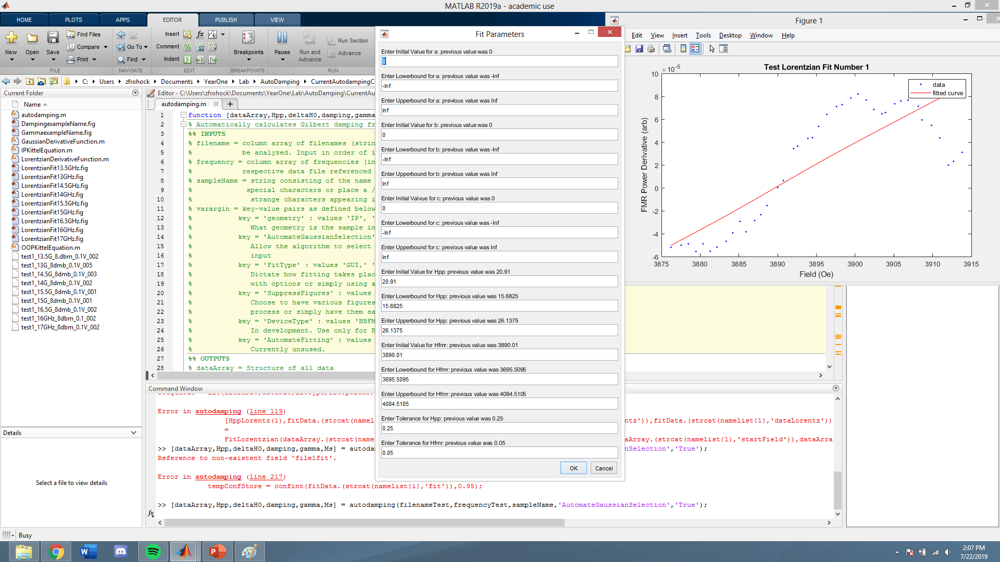 MATLAB R2019a - academic use
HOME PLOTS APPS EDITOR PUBLISH VIEW
New Open Save
Find Files
Compare
Print
FILE
Go To
Find
NAVIGATE
Insert fx
Comment
Indent
EDIT
Breakpoints
BREAKPOINTS
Pause
Run and Advance
Run Section
Advance
RUN
C: Users zfrohock Documents YearOne Lab AutoDamping CurrentAutodampingC
Current Folder
Name
autodamping.m
DampingexampleName.fig
GammaexampleName.fig
GaussianDerivativeFunction.m
IPKittelEquation.m
LorentzianDerivativeFunction.m
LorentzianFit13.5GHz.fig
LorentzianFit13GHz.fig
LorentzianFit14.5GHz.fig
LorentzianFit14GHz.fig
LorentzianFit15.5GHz.fig
LorentzianFit15GHz.fig
LorentzianFit16.5GHz.fig
LorentzianFit16GHz.fig
LorentzianFit17GHz.fig
OOPKittelEquation.m
test1_13.5G_8.dbm_0.1V_002
test1_13G_8dmb_0.1V_005
test1_14.5G_8dmb_0.1V_003
test1_14G_8dmb_0.1V_002
test1_15.5G_8dmb_0.1V_001
test1_15G_8dmb_0.1V_001
test1_16.5G_8dmb_0.1V_002
test1_16GHz_8dbm_0.1_002
test1_17GHz_8dbm_0.1V_002
Details
Select a file to view details
Busy
Editor - C:\Users\zfrohock\Documents\YearOne\Lab\AutoDamping\CurrentAu
autodamping.m
1 function [dataArray,Hpp,deltaH0,damping,gamma
2 % Automatically calculates Gilbert damping fr
3 %% INPUTS
4 % filename = column array of filenames (strin
5 % be analyzed. Input in order of i
6 % frequency = column array of frequencies (in
7 % respective data file referenced
8 % sampleName = string consisting of the name
9 % special characters or place a /
10 % strange characters appearing i
11 % varargin = key-value pairs as defined below
12 % key = 'geometry' : values 'IP', '
13 % What geometry is the sample in
14 % key = 'AutomateGaussianSelection'
15 % Allow the algorithm to select
16 % input
17 % key = 'FitType' : values 'GUI,' '
18 % Dictate how fitting takes plac
19 % with options or simply using a
20 % key = 'SuppressFigures' : values
21 % Choose to have various figures
22 % process or simply have them sa
23 % key = 'DeviceType' : values 'BBFM
24 % In development. Use only for B
25 % key = 'AutomateFitting' : values
26 % Currently unsused.
27 %% OUTPUTS
28 % dataArray = Structure of all data
Command Window
Error in autodamping (line 119)
[HppLorentz(1),fitData.(strcat(namel ntz')),fitData.(strcat(namelist{1},'dataLorentz'))
=
FitLorentzian(dataArray.(strcat(name Array.(strcat(namelist{1},'startField')),dataArra
>> [dataArray,Hpp,deltaH0,damping,gamma,Ms] = autoda nSelection','True');
Reference to non-existent field 'file1fit'.
Error in autodamping (line 217)
tempConfStore = confint(fitData.(strcat(namelist{i},'fit')),0.95);
>> [dataArray,Hpp,deltaH0,damping,gamma,Ms] = autodamping(filenameTest,frequencyTest,sampleName,'AutomateGaussianSelection','True');
fx
Fit Parameters
Enter Initial Value for a: previous value was 0
0
Enter Lowerbound for a: previous value was -Inf
-Inf
Enter Upperbound for a: previous value was Inf
Inf
Enter Initial Value for b: previous value was 0
0
Enter Lowerbound for b: previous value was -Inf
-Inf
Enter Upperbound for b: previous value was Inf
Inf
Enter Initial Valvue for c: previous value was 0
0
Enter Lowerbound for c: previous value was -Inf
-Inf
Enter Upperbound for c: previous value was Inf
Inf
Enter Initial Value for Hpp: previous value was 20.91
20.91
Enter Lowerbound for Hpp: previous value was 15.6825
15.6825
Enter Upperbound for Hpp: previous value was 26.1375
26.1375
Enter Initial Value for Hfmr: previous value was 3890.01
3890.01
Enter Lowerbound for Hfmr: previous value was 3695.5095
3695.5095
Enter Upperbound for Hfmr: previous value was 4084.5105
4084.5105
Enter Tolerance for Hpp: previous value was 0.25
0.25
Enter Tolerance for Hfmr: previous value was 0.05
0.05
OK Cancel
Figure 1
Edit View Insert Tools Desktop Window Help
Test Lorentzian Fit Number 1
×10-5
data
fitted curve
10
8
6
4
2
0
-2
-4
-6
FMR Power Derivative (arb)
3875 3880 3885 3890 3895 3900 3905 3910 3915
Field (Oe)
2:07 PM
7/22/2019